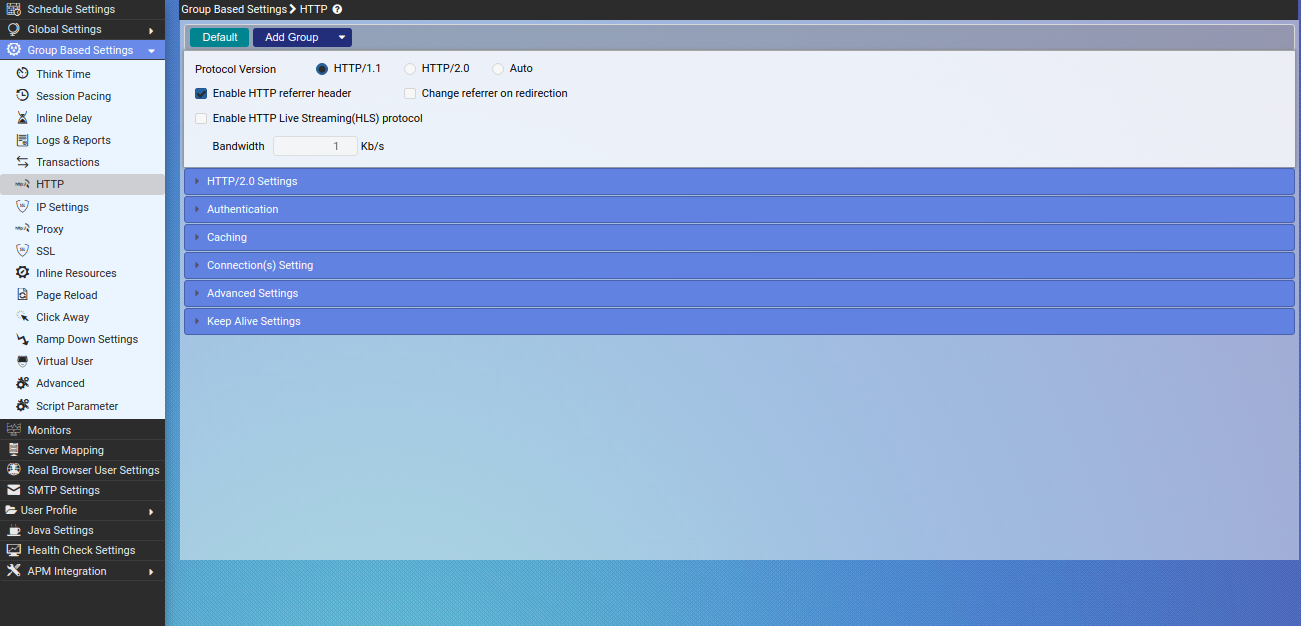 Schedule Settings
Global Settings
Group Based Settings
Think Time
Session Pacing
Inline Delay
Logs & Reports
Transactions
HTTP
IP Settings
Proxy
SSL
Inline Resources
Page Reload
Click Away
Ramp Down Settings
Virtual User
Advanced
Script Parameter
Monitors
Server Mapping
Real Browser User Settings
SMTP Settings
User Profile
Java Settings
Health Check Settings
APM Integration
Group Based Settings HTTP ?
Default Add Group
Protocol Version HTTP/1.1 HTTP/2.0 Auto
Enable HTTP referrer header Change referrer on redirection
Enable HTTP Live Streaming(HLS) protocol
Bandwidth 1 Kb/s
HTTP/2.0 Settings
Authentication
Caching
Connection(s) Setting
Advanced Settings
Keep Alive Settings